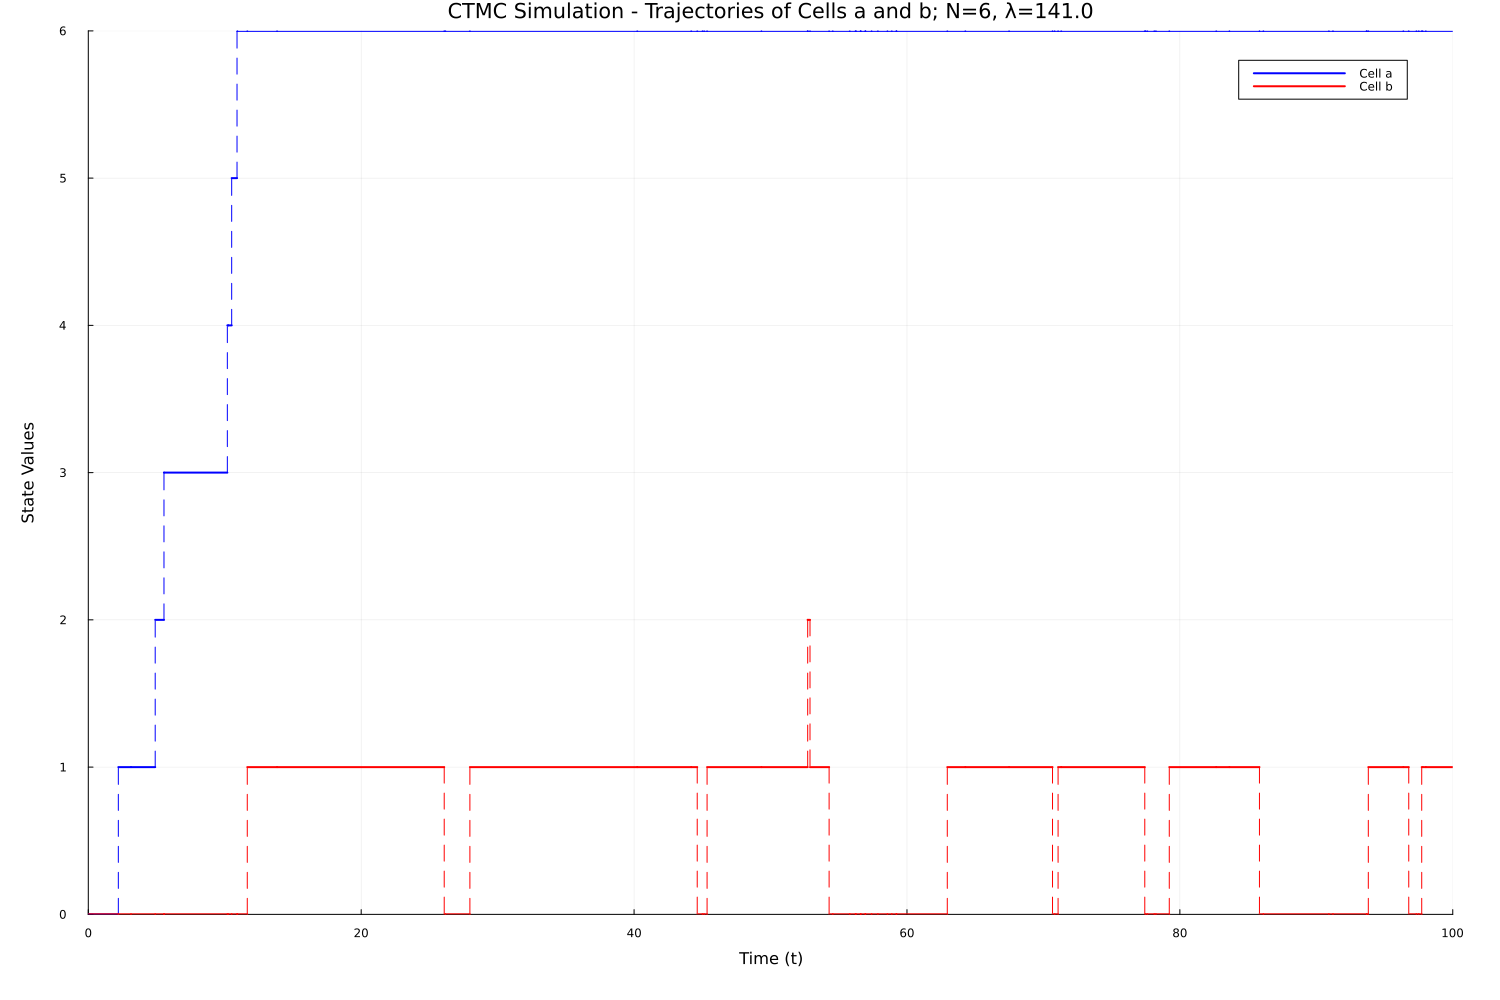 CTMC Simulation - Trajectories of Cells a and b; N=6, λ=141.0
Cell a
Cell b
6
5
4
3
2
1
0
State Values
0 20 40 60 80 100
Time (t)